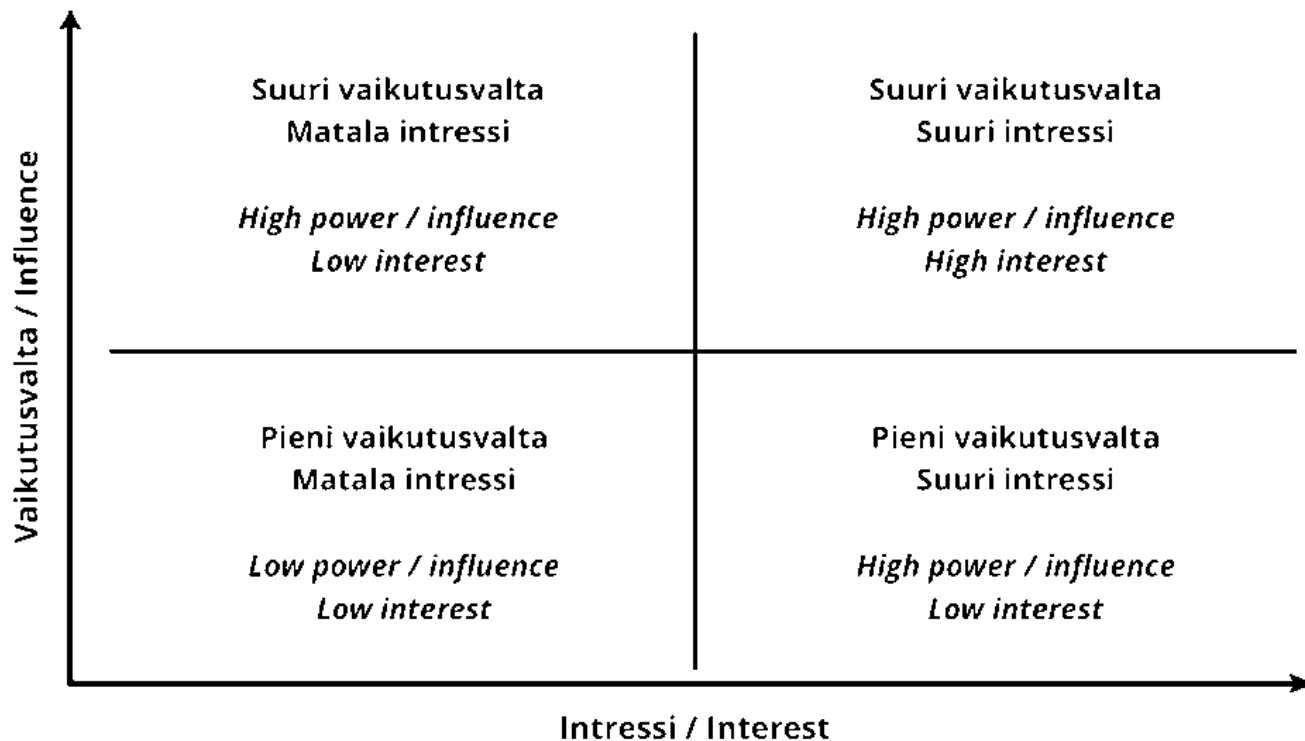 Vaikutusvalta / Influence
Suuri vaikutusvalta
Matala intressi
High power / influence
Low interest
Suuri vaikutusvalta
Suuri intressi
High power / influence
High interest
Pieni vaikutusvalta
Matala intressi
Low power / influence
Low interest
Pieni vaikutusvalta
Suuri intressi
High power / influence
Low interest
Intressi / Interest